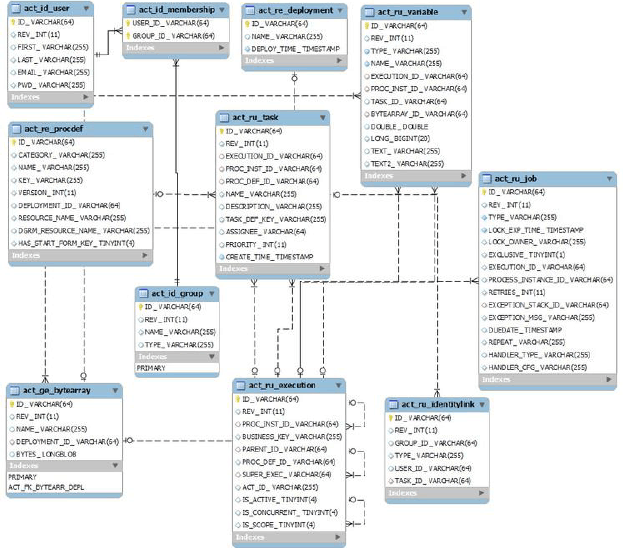 act_id_user
ID_ VARCHAR(64)
REV_ INT(11)
FIRST_ VARCHAR(255)
LAST_ VARCHAR(255)
EMAIL_ VARCHAR(255)
PWD_ VARCHAR(255)
Indexes
act_id_membership
USER_ID_ VARCHAR(64)
GROUP_ID_ VARCHAR(64)
Indexes
act_re_deployment
ID_ VARCHAR(64)
NAME_ VARCHAR(255)
DEPLOY_TIME_ TIMESTAMP
Indexes
act_ru_variable
ID_ VARCHAR(64)
REV_ INT(11)
TYPE_ VARCHAR(255)
NAME_ VARCHAR(255)
EXECUTION_ID_ VARCHAR(64)
PROC_INST_ID_ VARCHAR(64)
TASK_ID_ VARCHAR(64)
BYTEARRAY_ID_ VARCHAR(64)
DOUBLE_ DOUBLE
LONG_ BIGINT(20)
TEXT_ VARCHAR(255)
TEXT2_ VARCHAR(255)
Indexes
act_re_procdef
ID_ VARCHAR(64)
CATEGORY_ VARCHAR(255)
NAME_ VARCHAR(255)
KEY_ VARCHAR(255)
VERSION_ INT(11)
DEPLOYMENT_ID_ VARCHAR(64)
RESOURCE_NAME_ VARCHAR(255)
DGRM_RESOURCE_NAME_ VARCHAR(255)
HAS_START_FORM_KEY_ TINYINT(4)
Indexes
act_ru_task
ID_ VARCHAR(64)
REV_ INT(11)
EXECUTION_ID_ VARCHAR(64)
PROC_INST_ID_ VARCHAR(64)
PROC_DEF_ID_ VARCHAR(64)
NAME_ VARCHAR(255)
DESCRIPTION_ VARCHAR(255)
TASK_DEF_KEY_ VARCHAR(255)
ASSIGNEE_ VARCHAR(64)
PRIORITY_ INT(11)
CREATE_TIME_ TIMESTAMP
Indexes
act_ru_job
ID_ VARCHAR(64)
REV_ INT(11)
TYPE_ VARCHAR(255)
LOCK_EXP_TIME_ TIMESTAMP
LOCK_OWNER_ VARCHAR(255)
EXCLUSIVE_ TINYINT(1)
EXECUTION_ID_ VARCHAR(64)
PROCESS_INSTANCE_ID_ VARCHAR(64)
RETRIES_ INT(11)
EXCEPTION_STACK_ID_ VARCHAR(64)
EXCEPTION_MSG_ VARCHAR(255)
DUEDATE_ TIMESTAMP
REPEAT_ VARCHAR(255)
HANDLER_TYPE_ VARCHAR(255)
HANDLER_CFG_ VARCHAR(255)
Indexes
act_id_group
ID_ VARCHAR(64)
REV_ INT(11)
NAME_ VARCHAR(255)
TYPE_ VARCHAR(255)
Indexes
PRIMARY
act_ge_bytearray
ID_ VARCHAR(64)
REV_ INT(11)
NAME_ VARCHAR(255)
DEPLOYMENT_ID_ VARCHAR(64)
BYTES_ LONGBLOB
Indexes
PRIMARY
ACT_FK_BYTEARR_DEPL
act_ru_execution
ID_ VARCHAR(64)
REV_ INT(11)
PROC_INST_ID_ VARCHAR(64)
BUSINESS_KEY_ VARCHAR(255)
PARENT_ID_ VARCHAR(64)
PROC_DEF_ID_ VARCHAR(64)
SUPER_EXEC_ VARCHAR(64)
ACT_ID_ VARCHAR(255)
IS_ACTIVE_ TINYINT(4)
IS_CONCURRENT_ TINYINT(4)
IS_SCOPE_ TINYINT(4)
Indexes
act_ru_identitylink
ID_ VARCHAR(64)
REV_ INT(11)
GROUP_ID_ VARCHAR(64)
TYPE_ VARCHAR(255)
USER_ID_ VARCHAR(64)
TASK_ID_ VARCHAR(64)
Indexes